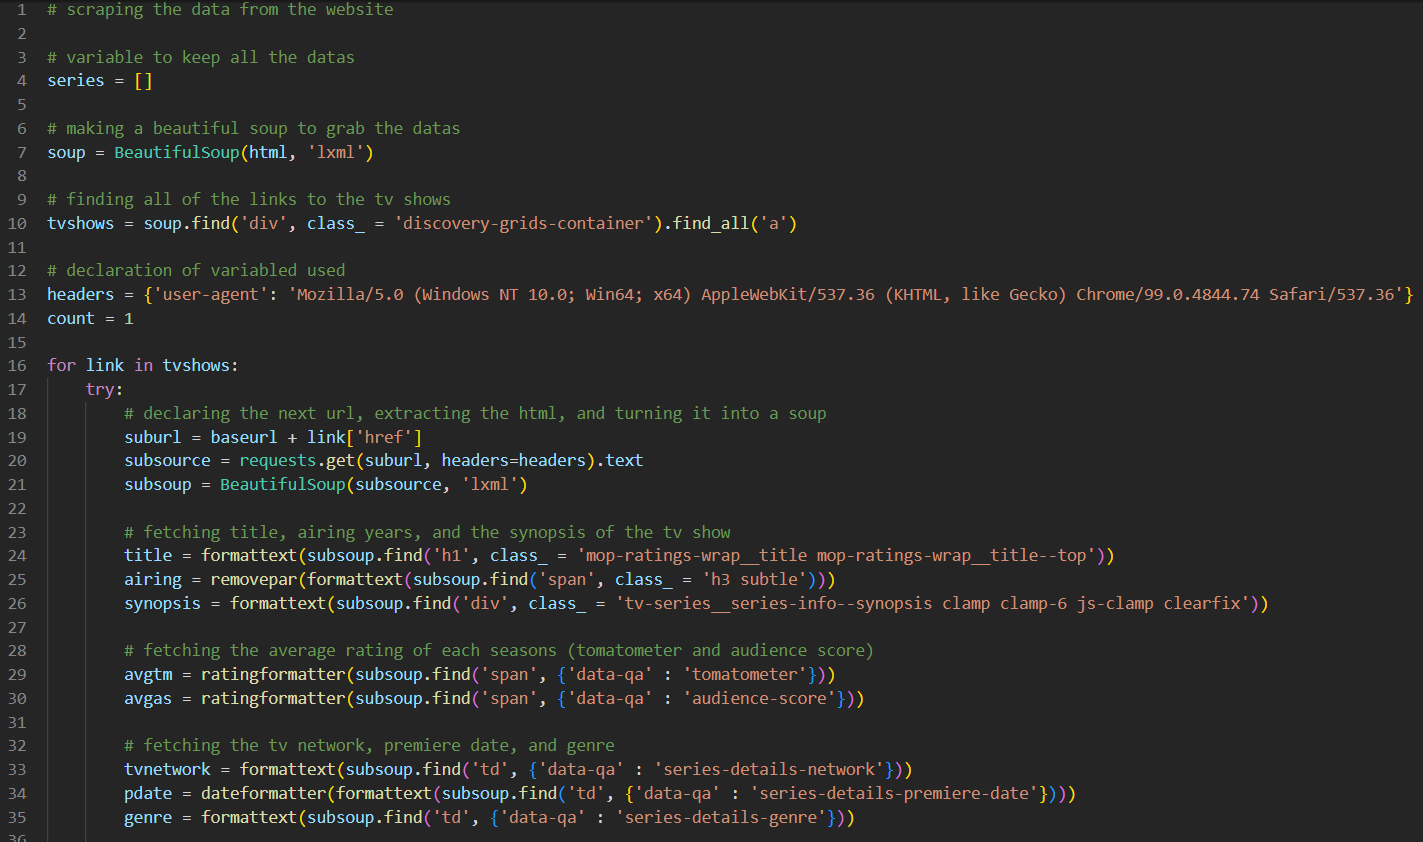 1 # scraping the data from the website
2
3 # variable to keep all the datas
4 series = []
5
6 # making a beautiful soup to grab the datas
7 soup = BeautifulSoup(html, 'lxml')
8
9 # finding all of the links to the tv shows
10 tvshows = soup.find('div', class_ = 'discovery-grids-container').find_all('a')
11
12 # declaration of variabled used
13 headers = {'user-agent': 'Mozilla/5.0 (Windows NT 10.0; Win64; x64) AppleWebKit/537.36 (KHTML, like Gecko) Chrome/99.0.4844.74 Safari/537.36'}
14 count = 1
15
16 for link in tvshows:
17     try:
18         # declaring the next url, extracting the html, and turning it into a soup
19         suburl = baseurl + link['href']
20         subsource = requests.get(suburl, headers=headers).text
21         subsoup = BeautifulSoup(subsource, 'lxml')
22
23         # fetching title, airing years, and the synopsis of the tv show
24         title = formattext(subsoup.find('h1', class_ = 'mop-ratings-wrap__title mop-ratings-wrap__title--top'))
25         airing = removepar(formattext(subsoup.find('span', class_ = 'h3 subtle')))
26         synopsis = formattext(subsoup.find('div', class_ = 'tv-series__series-info--synopsis clamp clamp-6 js-clamp clearfix'))
27
28         # fetching the average rating of each seasons (tomatometer and audience score)
29         avgtm = ratingformatter(subsoup.find('span', {'data-qa' : 'tomatometer'}))
30         avgas = ratingformatter(subsoup.find('span', {'data-qa' : 'audience-score'}))
31
32         # fetching the tv network, premiere date, and genre
33         tvnetwork = formattext(subsoup.find('td', {'data-qa' : 'series-details-network'}))
34         pdate = dateformatter(formattext(subsoup.find('td', {'data-qa' : 'series-details-premiere-date'})))
35         genre = formattext(subsoup.find('td', {'data-qa' : 'series-details-genre'}))
36